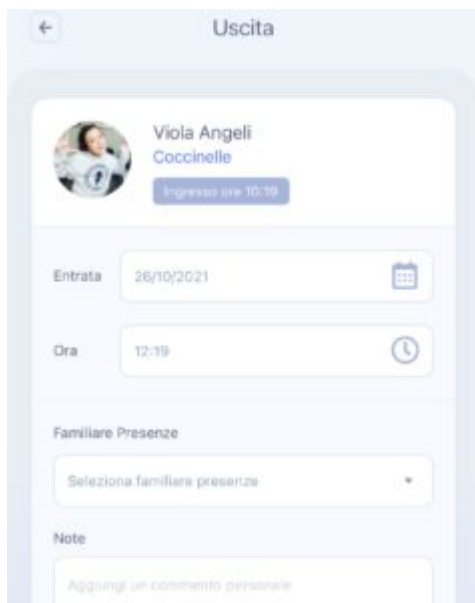 Uscita
Viola Angeli
Coccinelle
Ingresso ore 10:19
Entrata
26/10/2021
Ora
12:19
Familiare Presenze
Seleziona familiare presenze
Note
Aggiungi un commento personale